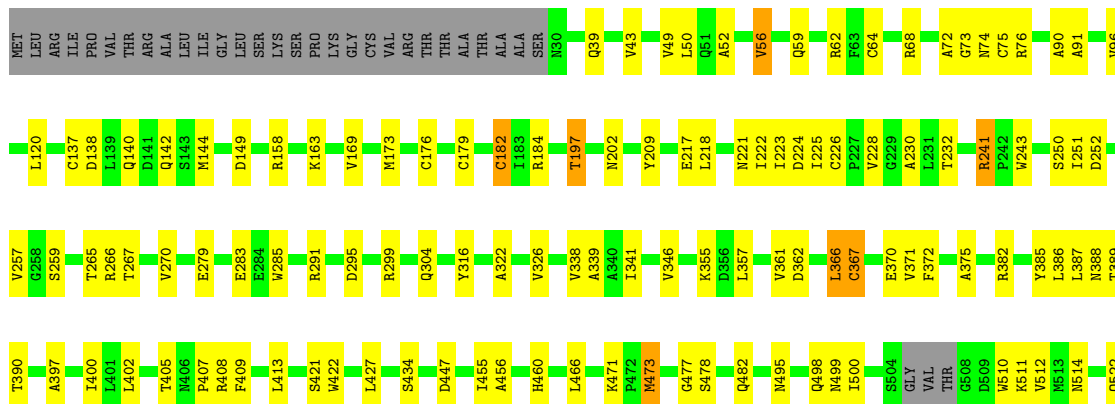 MET LEU ARG ILE PRO VAL THR ARG ALA LEU ILE GLY LEU SER LYS SER PRO LYS GLY CYS VAL ARG THR THR ALA THR ALA ALA SER N30 Q39 V43 V49 L50 Q51 A52 V56 Q59 R62 F63 C64 R68 A72 G73 N74 C75 R76 A90 A91
L120 C137 D138 L139 Q140 D141 Q142 S143 M144 D149 R158 K163 V169 M173 C176 C179 C182 I183 R184 T197 N202 Y209 E217 L218 N221 I222 I223 D224 I225 C226 P227 V228 G229 A230 L231 T232 R241 P242 W243 S250 I251 D252
V257 G258 S259 T265 R266 T267 V270 E279 E283 E284 W285 R291 D295 R299 Q304 Y316 A322 V326 V338 A339 A340 I341 V346 K355 D356 L357 V361 D362 L366 C367 E370 V371 F372 A375 R382 Y385 L386 L387 N388 T389
T390 A397 I400 L401 L402 T405 N406 P407 R408 F409 L413 S421 W422 L427 S434 D447 I455 A456 H460 L466 K471 P472 M473 G477 S478 Q482 N495 Q498 N499 I500 S504 GLY VAL THR G508 D509 W510 K511 V512 M513 N514